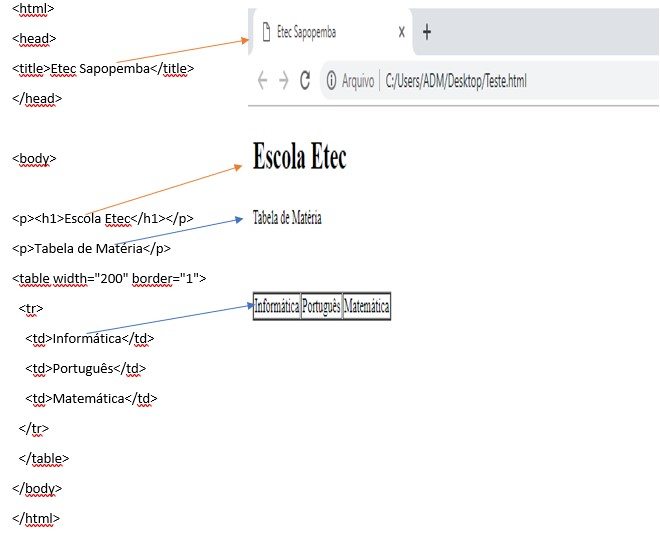 <html>
<head>
<title>Etec Sapopemba</title>
</head>
<body>
<p><h1>Escola Etec</h1></p>
<p>Tabela de Matéria</p>
<table width="200" border="1">
<tr>
<td>Informática</td>
<td>Português</td>
<td>Matemática</td>
</tr>
</table>
</body>
</html>
Etec Sapopemba x +
Arquivo | C:/Users/ADM/Desktop/Teste.html
Escola Etec
Tabela de Matéria
Informática Português Matemática